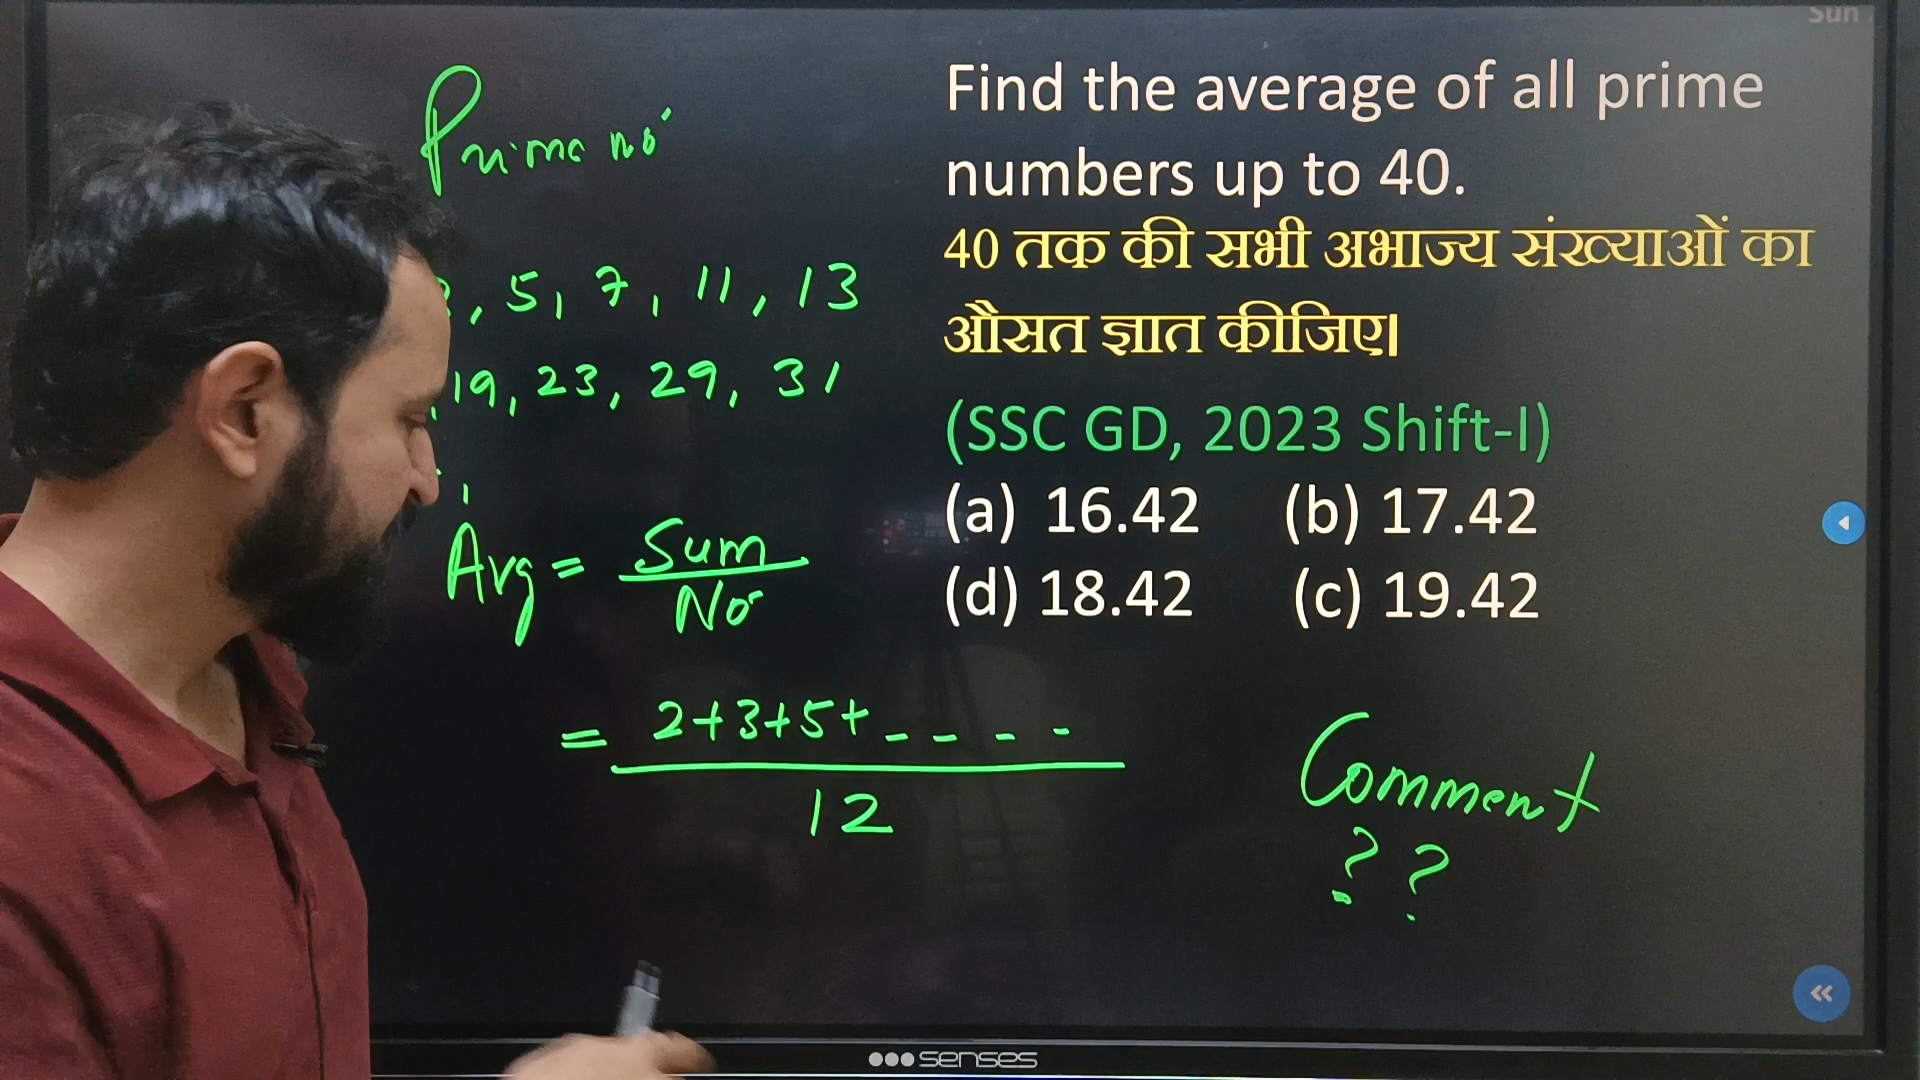 Sun
Prime no
, 5, 7, 11, 13
, 19, 23, 29, 31
Avg = Sum / No
= 2+3+5+ - - - - / 12
Find the average of all prime
numbers up to 40.
40 तक की सभी अभाज्य संख्याओं का
औसत ज्ञात कीजिए।
(SSC GD, 2023 Shift-I)
(a) 16.42 (b) 17.42
(d) 18.42 (c) 19.42
Comment
? ?
senses